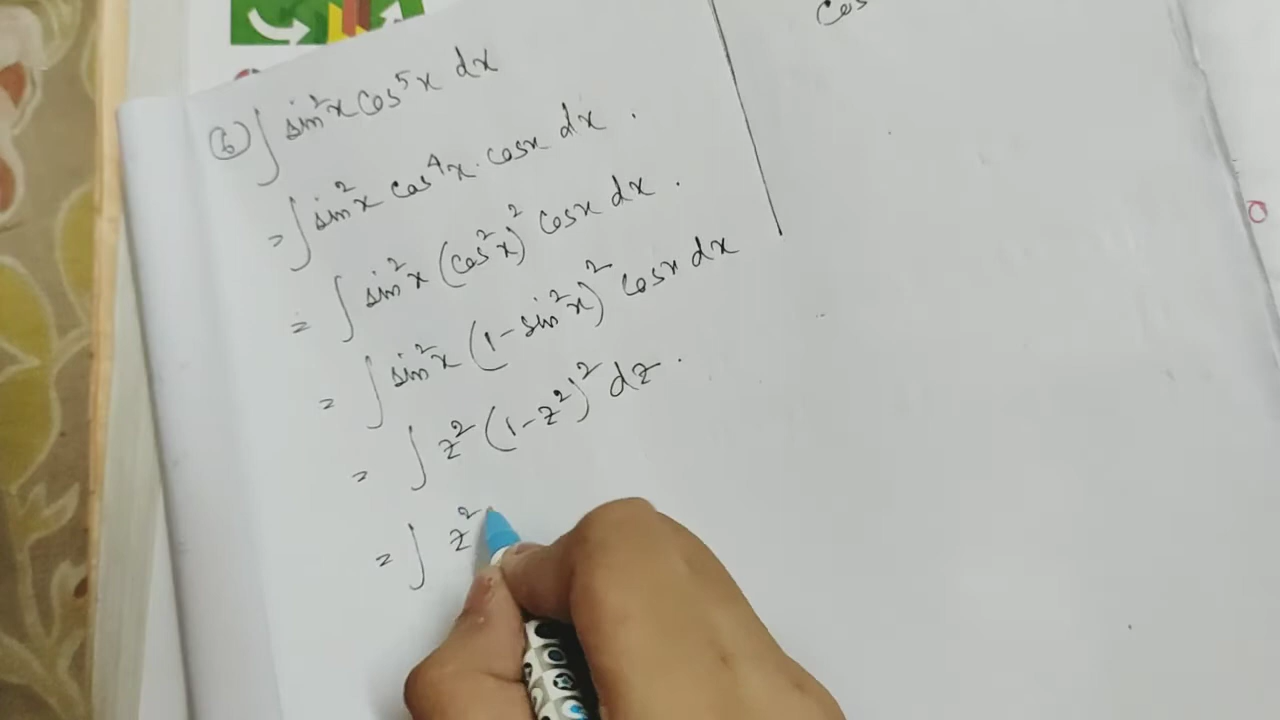 ⑥ ∫ sin²x cos⁵x dx
= ∫ sin²x cos⁴x · cosx dx .
= ∫ sin²x (cos²x)² cosx dx .
= ∫ sin²x (1-sin²x)² cosx dx
= ∫ z² (1-z²)² dz .
= ∫ z²
Cos